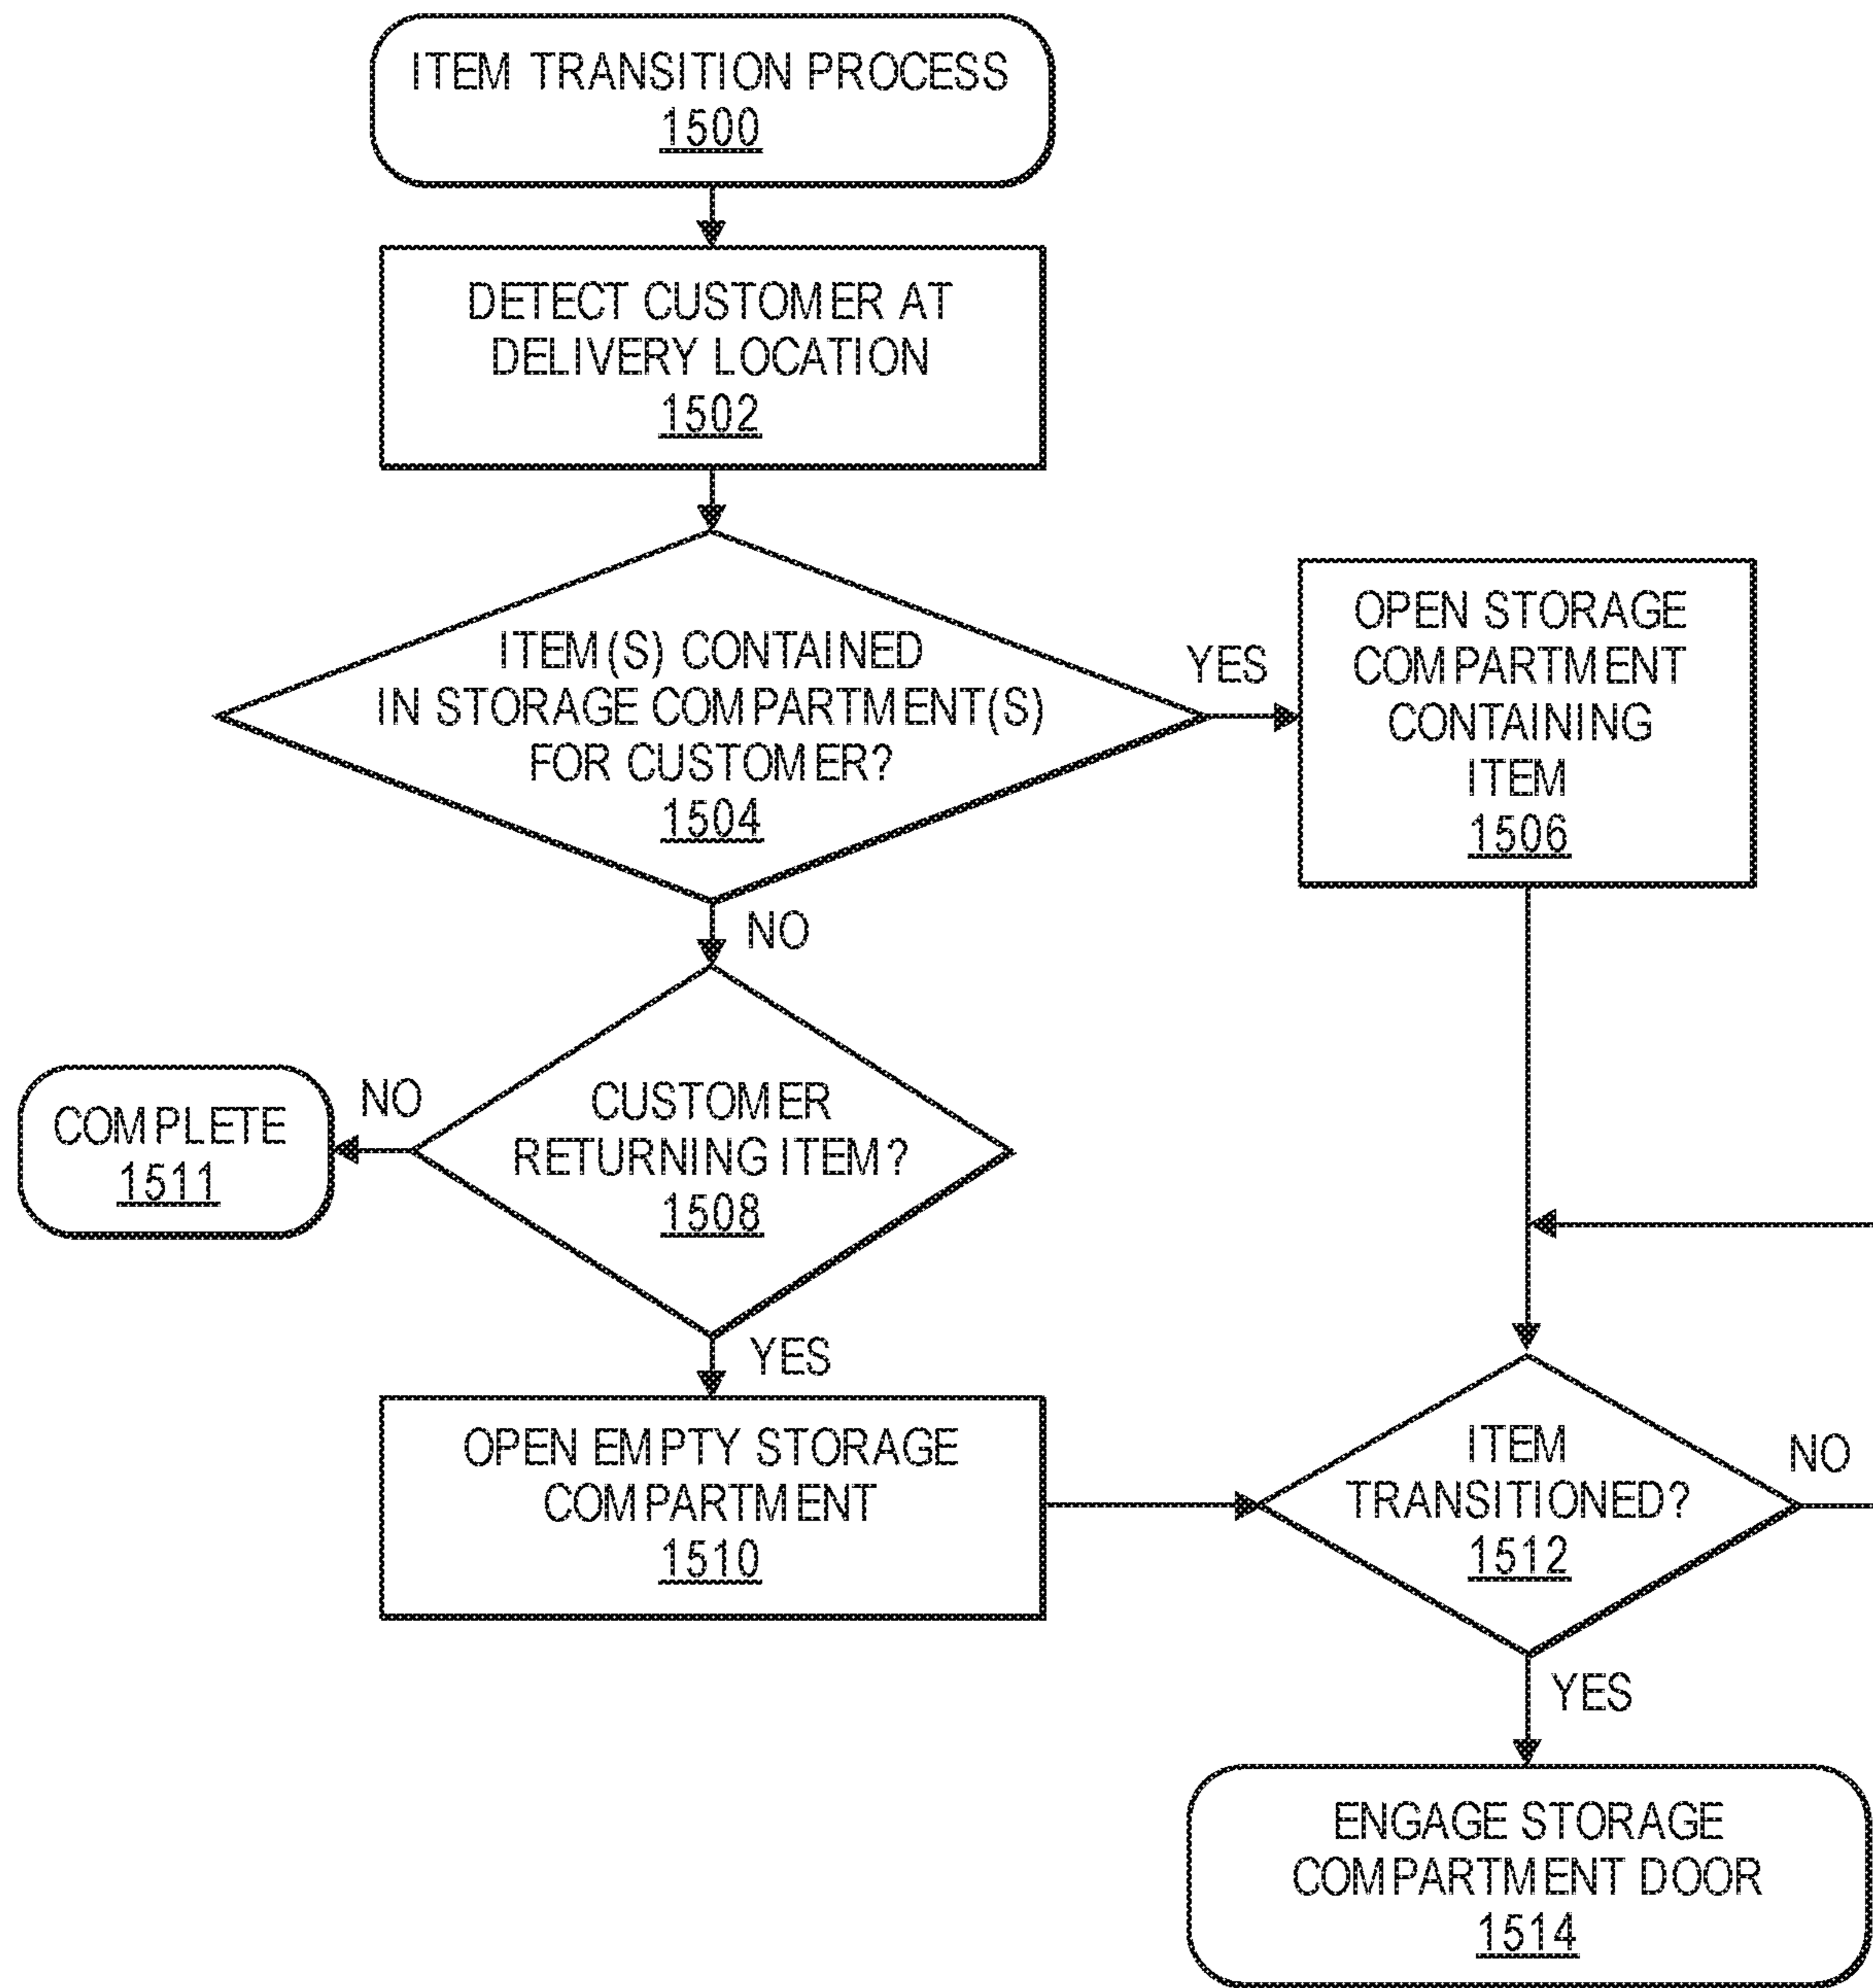 ITEM TRANSITION PROCESS
1500
DETECT CUSTOMER AT
DELIVERY LOCATION
1502
ITEM(S) CONTAINED
IN STORAGE COMPARTMENT(S)
FOR CUSTOMER?
1504
YES
OPEN STORAGE
COMPARTMENT
CONTAINING
ITEM
1506
NO
CUSTOMER
RETURNING ITEM?
1508
NO
COMPLETE
1511
YES
OPEN EMPTY STORAGE
COMPARTMENT
1510
ITEM
TRANSITIONED?
1512
NO
YES
ENGAGE STORAGE
COMPARTMENT DOOR
1514